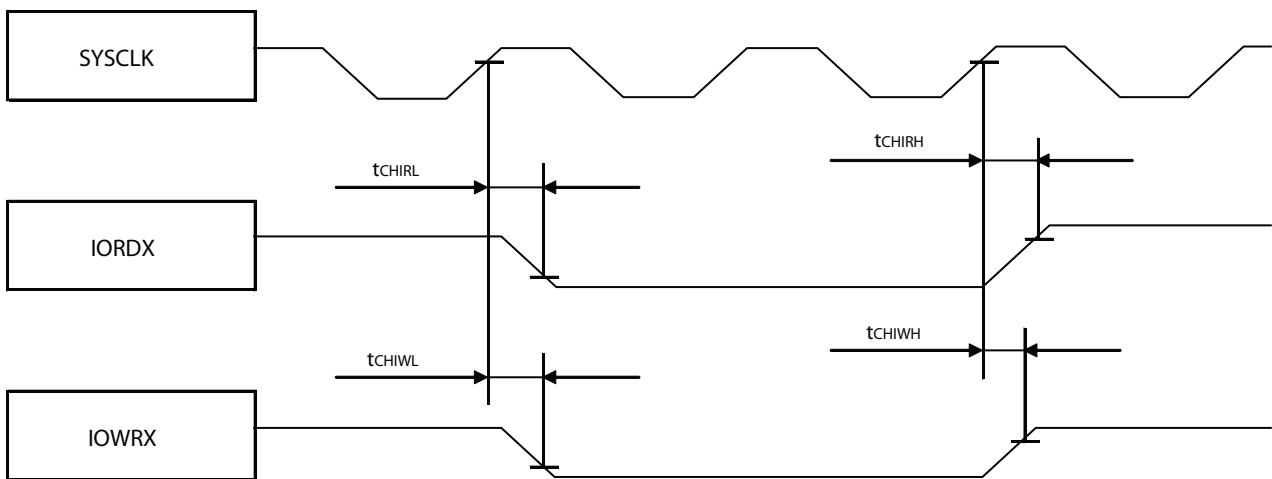 SYSCLK
tCHIRH
tCHIRL
IORDX
tCHIWH
tCHIWL
IOWRX